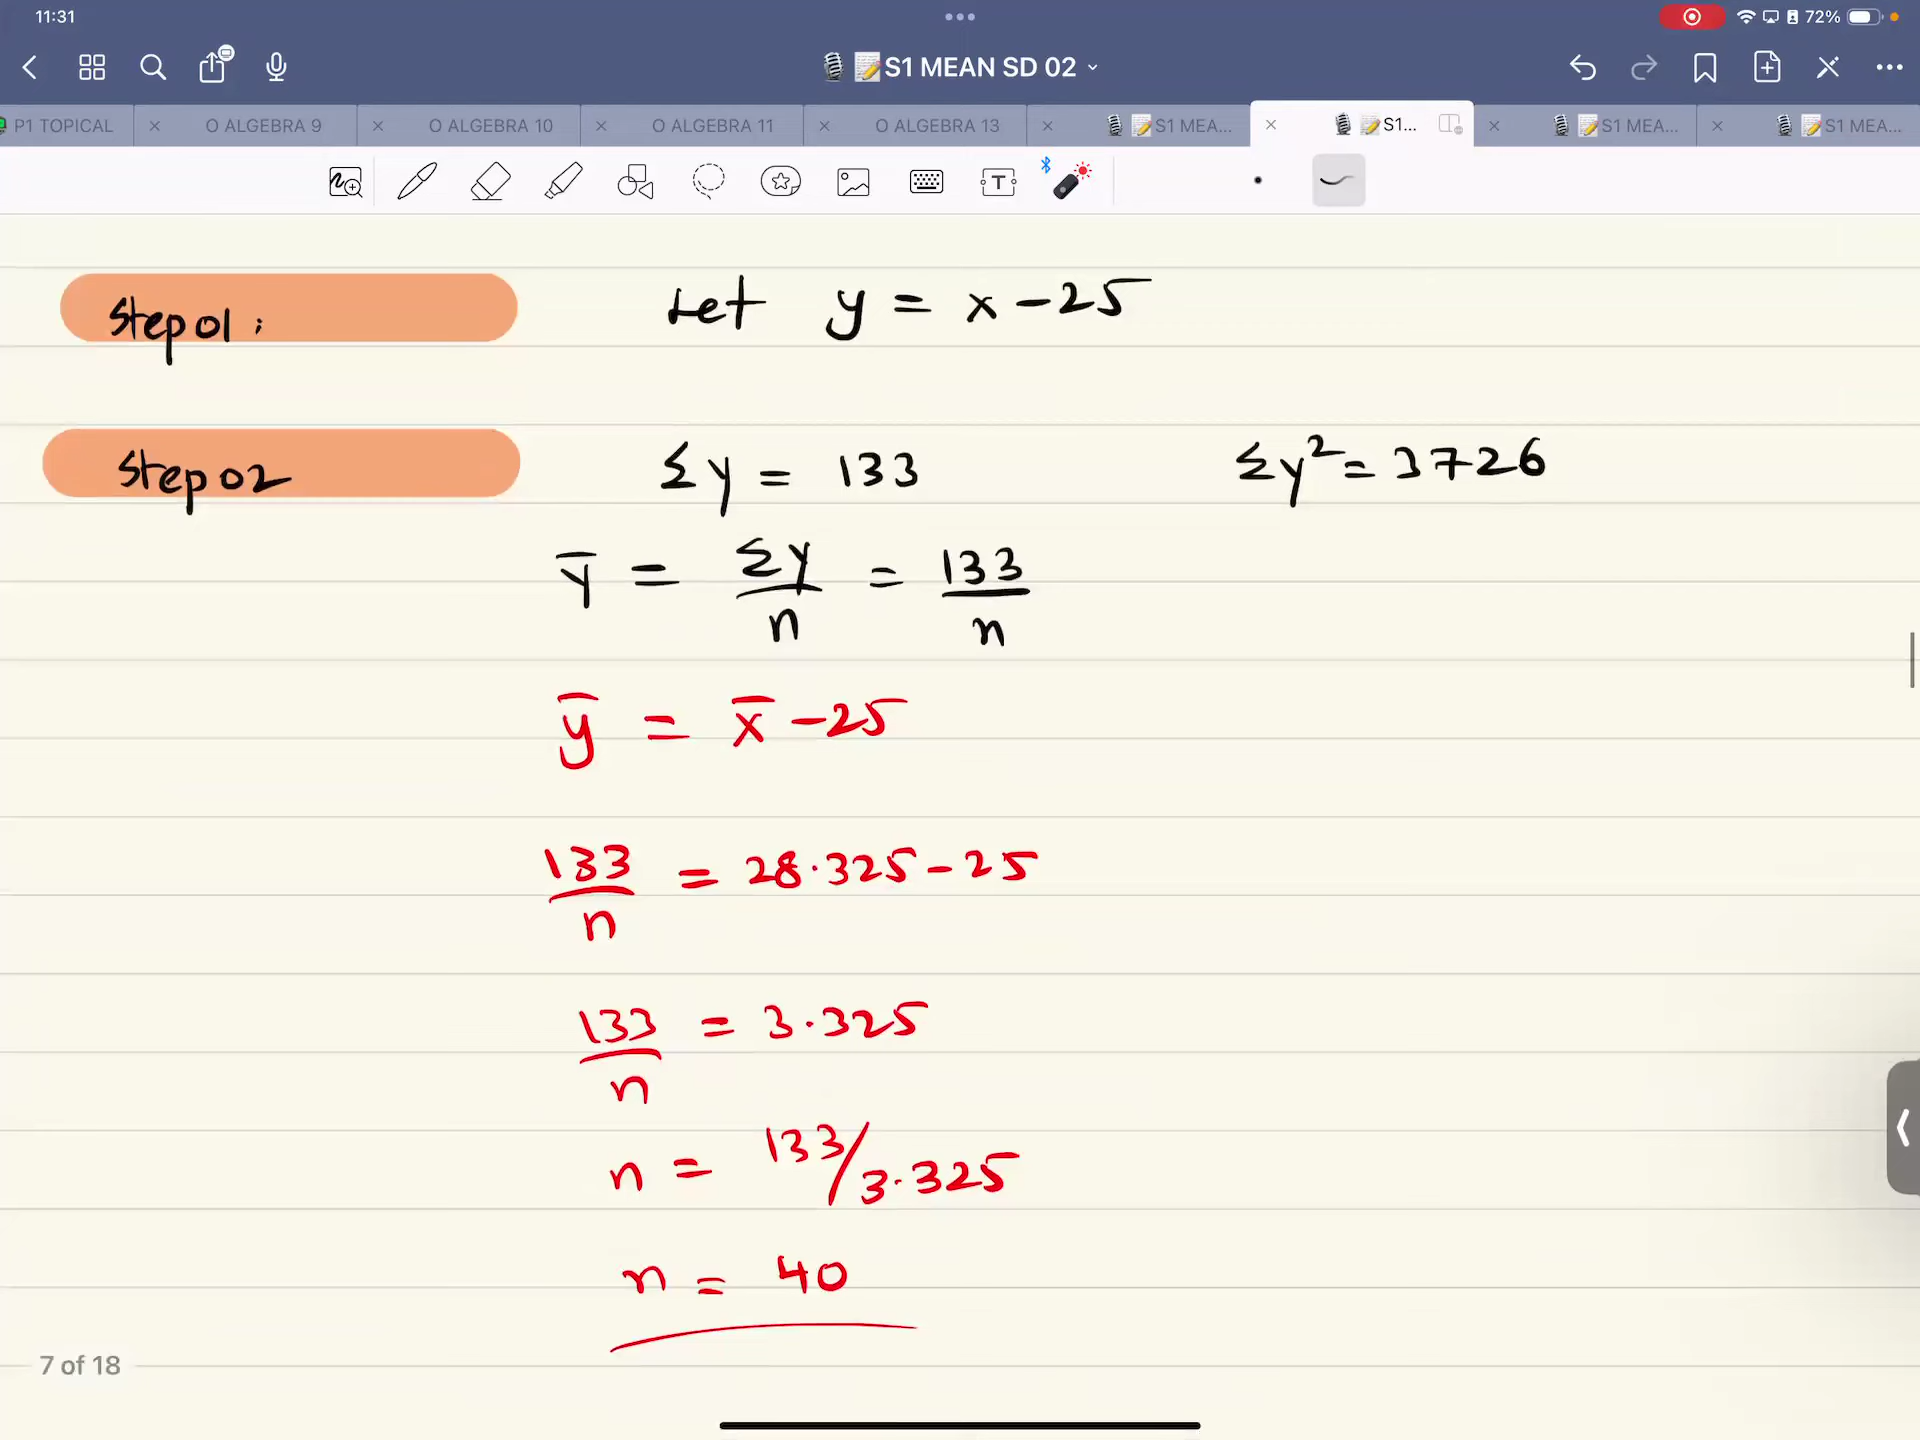 11:31
72%
S1 MEAN SD 02
P1 TOPICAL
O ALGEBRA 9
O ALGEBRA 10
O ALGEBRA 11
O ALGEBRA 13
S1 MEA...
S1...
S1 MEA...
S1 MEA...
Step 01 : Let y = x - 25
Step 02 Σy = 133 Σy² = 3726
ȳ = Σy/n = 133/n
ȳ = x̄ - 25
133/n = 28.325 - 25
133/n = 3.325
n = 133/3.325
n = 40
7 of 18